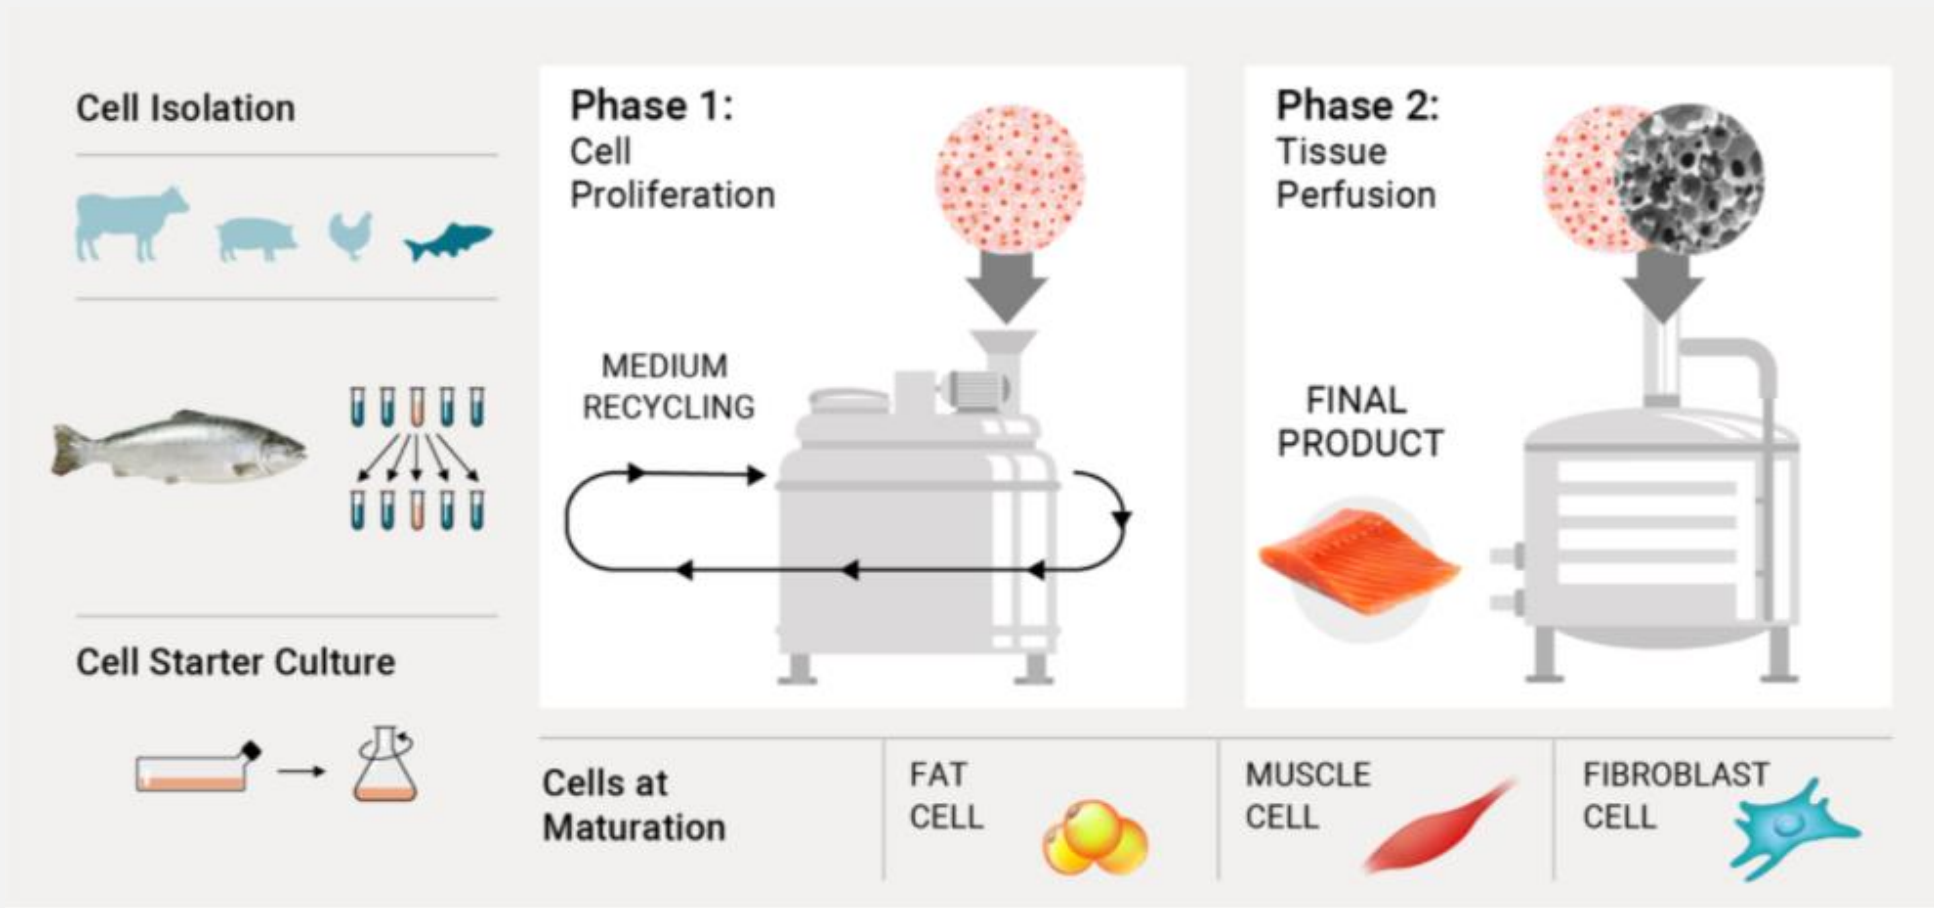 Cell Isolation
Cell Starter Culture
Phase 1:
Cell
Proliferation
MEDIUM
RECYCLING
Phase 2:
Tissue
Perfusion
FINAL
PRODUCT
Cells at
Maturation
FAT
CELL
MUSCLE
CELL
FIBROBLAST
CELL